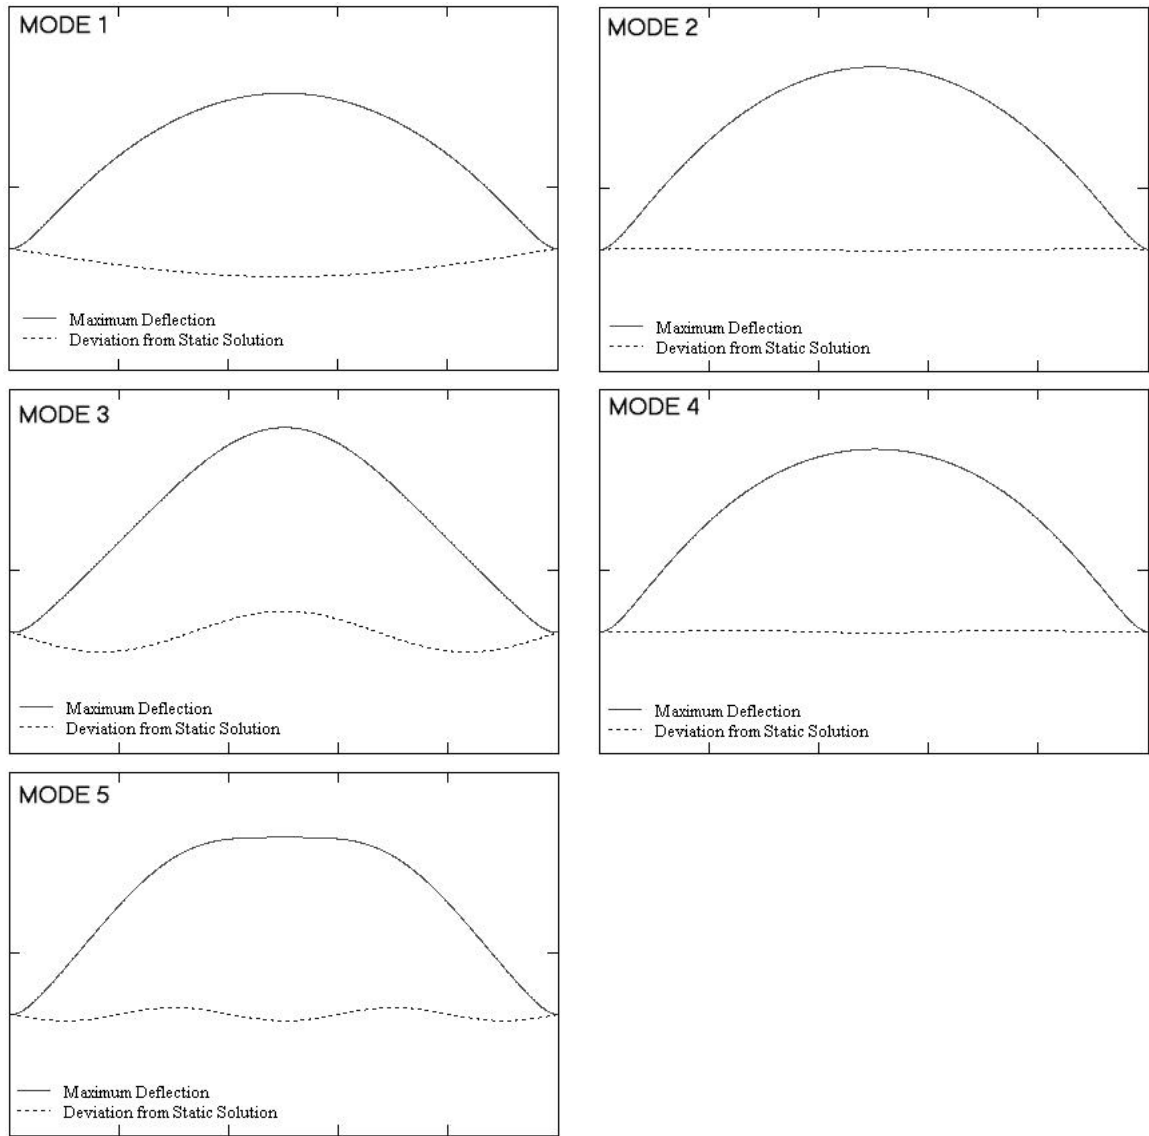 MODE 1
Maximum Deflection
Deviation from Static Solution
MODE 2
Maximum Deflection
Deviation from Static Solution
MODE 3
Maximum Deflection
Deviation from Static Solution
MODE 4
Maximum Deflection
Deviation from Static Solution
MODE 5
Maximum Deflection
Deviation from Static Solution